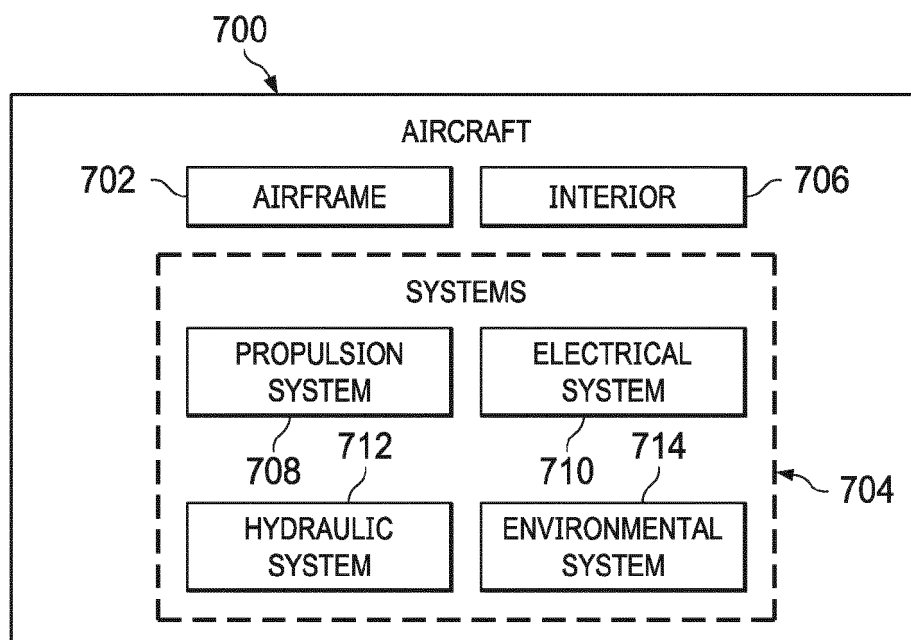 700
AIRCRAFT
702
AIRFRAME
INTERIOR
706
SYSTEMS
PROPULSION
SYSTEM
ELECTRICAL
SYSTEM
708
712
710
714
704
HYDRAULIC
SYSTEM
ENVIRONMENTAL
SYSTEM